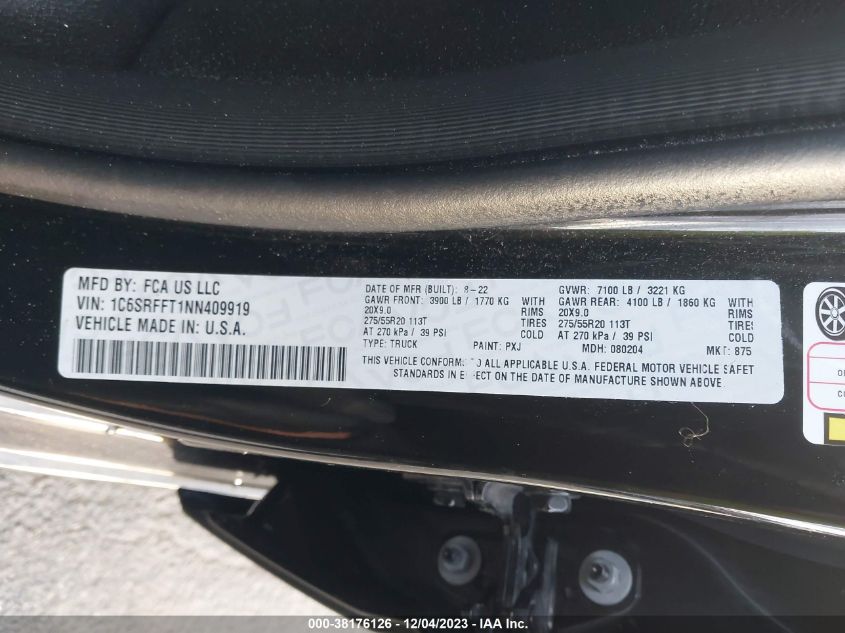 MFD BY: FCA US LLC
VIN: 1C6SRFFT1NN409919
VEHICLE MADE IN: U.S.A.
DATE OF MFR (BUILT): 8-22
GAWR FRONT: 3900 LB / 1770 KG WITH
20X9.0 RIMS
275/55R20 113T TIRES
AT 270 kPa / 39 PSI COLD
TYPE: TRUCK PAINT: PXJ
GVWR: 7100 LB / 3221 KG
GAWR REAR: 4100 LB / 1860 KG WITH
20X9.0 RIMS
275/55R20 113T TIRES
AT 270 kPa / 39 PSI COLD
MDH: 080204 MKT: 875
THIS VEHICLE CONFORMS TO ALL APPLICABLE U.S.A. FEDERAL MOTOR VEHICLE SAFET
STANDARDS IN EFFECT ON THE DATE OF MANUFACTURE SHOWN ABOVE
000-38176126 - 12/04/2023 - IAA Inc.